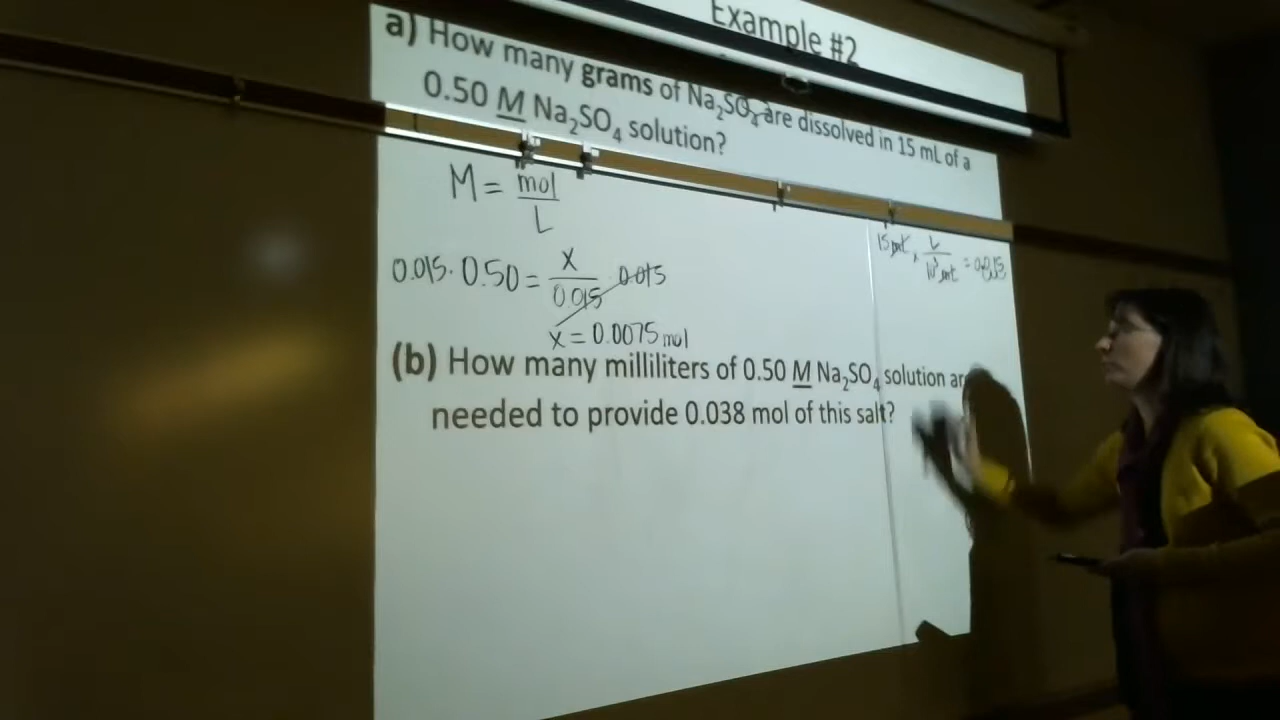 Example #2
a) How many grams of Na₂SO₄ are dissolved in 15 mL of a
0.50 M Na₂SO₄ solution?
M = mol
L
15 mL × L
10³ mL = 0.015
0.015 · 0.50 = x
0.015 · 0.015
x = 0.0075 mol
(b) How many milliliters of 0.50 M Na₂SO₄ solution are
needed to provide 0.038 mol of this salt?